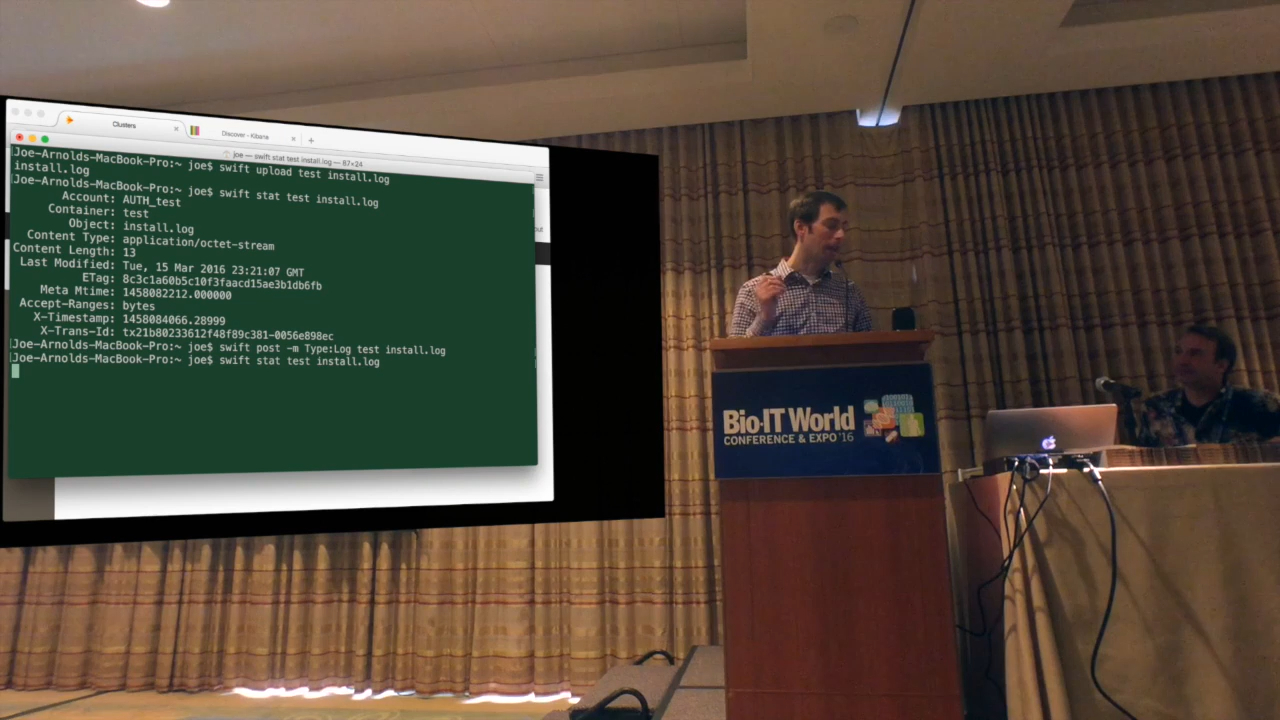 Clusters
Discover - Kibana
joe — swift stat test install.log — 87×24
Joe-Arnolds-MacBook-Pro:~ joe$ swift upload test install.log
install.log
Joe-Arnolds-MacBook-Pro:~ joe$ swift stat test install.log
Account: AUTH_test
Container: test
Object: install.log
Content Type: application/octet-stream
Content Length: 13
Last Modified: Tue, 15 Mar 2016 23:21:07 GMT
ETag: 8c3c1a60b5c10f3faacd15ae3b1db6fb
Meta Mtime: 1458082212.000000
Accept-Ranges: bytes
X-Timestamp: 1458084066.28999
X-Trans-Id: tx21b80233612f48f89c381-0056e898ec
Joe-Arnolds-MacBook-Pro:~ joe$ swift post -m Type:Log test install.log
Joe-Arnolds-MacBook-Pro:~ joe$ swift stat test install.log
Bio-IT World
CONFERENCE & EXPO '16